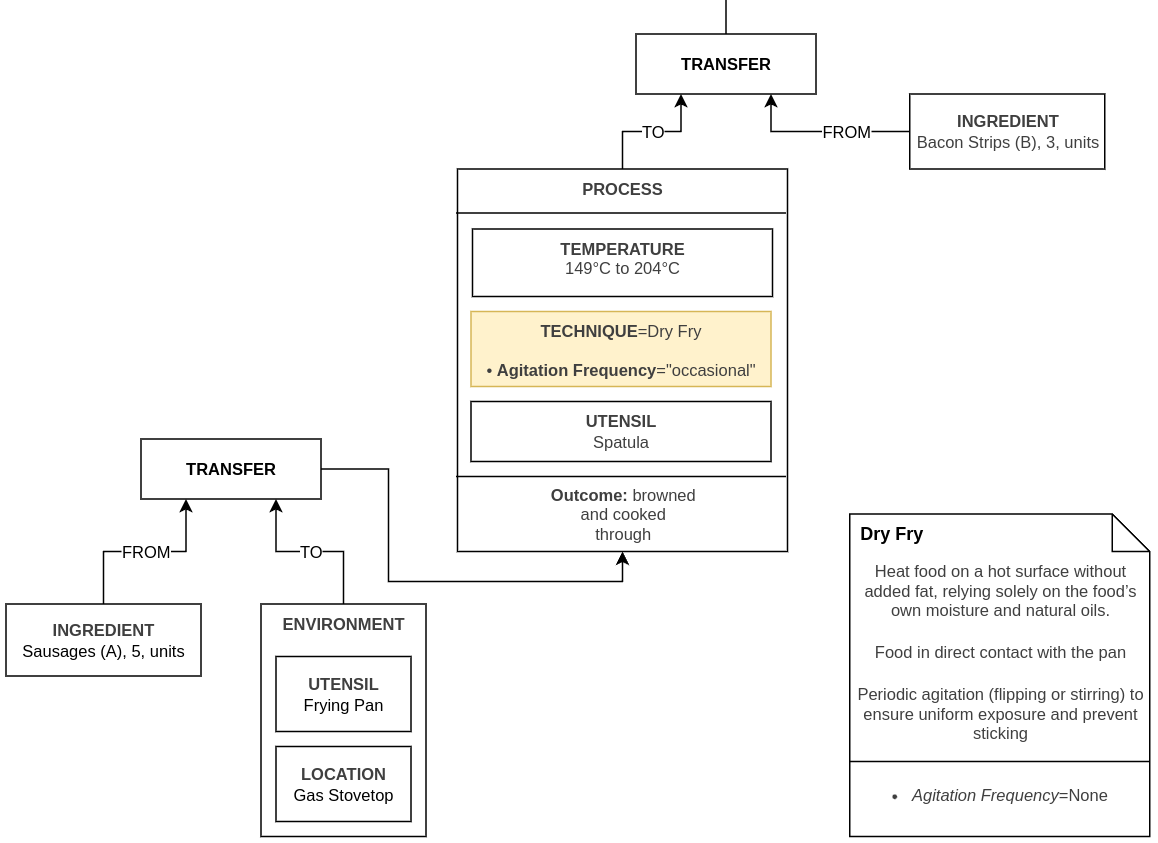 TRANSFER
TO
FROM
INGREDIENT
Bacon Strips (B), 3, units
PROCESS
TEMPERATURE
149°C to 204°C
TECHNIQUE=Dry Fry
• Agitation Frequency="occasional"
UTENSIL
Spatula
Outcome: browned
and cooked
through
TRANSFER
FROM
TO
INGREDIENT
Sausages (A), 5, units
ENVIRONMENT
UTENSIL
Frying Pan
LOCATION
Gas Stovetop
Dry Fry
Heat food on a hot surface without
added fat, relying solely on the food’s
own moisture and natural oils.
Food in direct contact with the pan
Periodic agitation (flipping or stirring) to
ensure uniform exposure and prevent
sticking
• Agitation Frequency=None